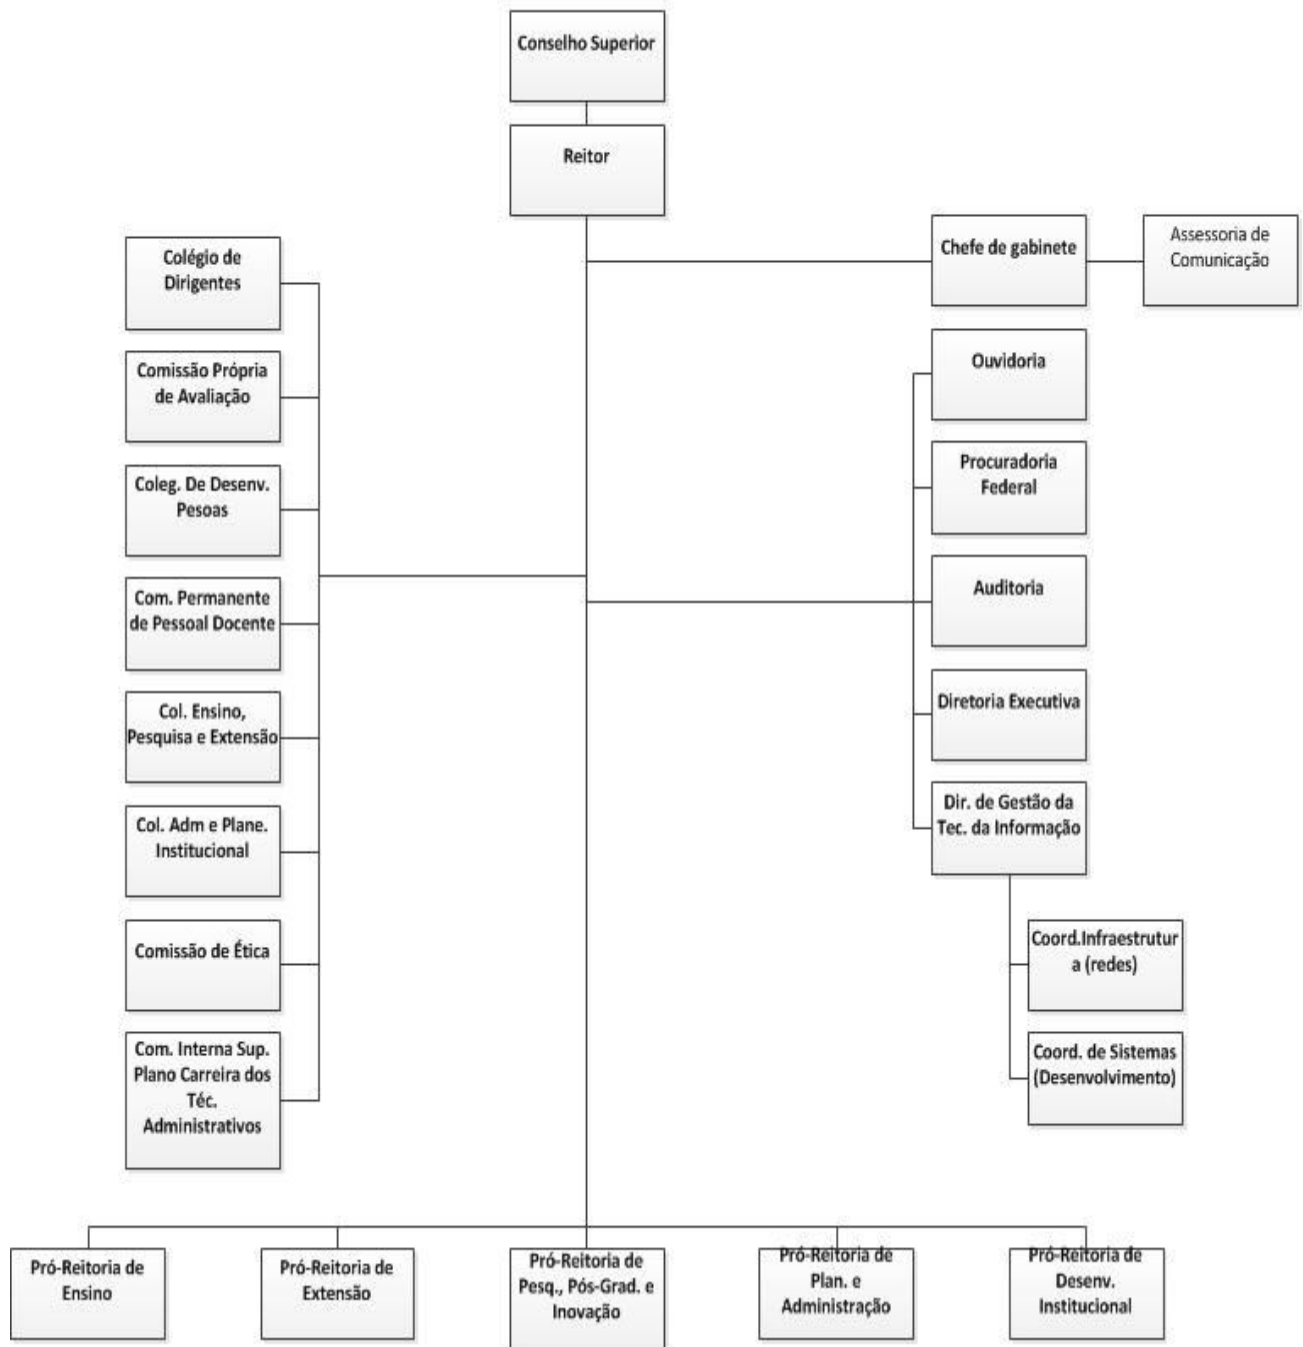 Conselho Superior
Reitor
Chefe de gabinete
Assessoria de
Comunicação
Colégio de
Dirigentes
Comissão Própria
de Avaliação
Coleg. De Desenv.
Pesoas
Com. Permanente
de Pessoal Docente
Col. Ensino,
Pesquisa e Extensão
Col. Adm e Plane.
Institucional
Comissão de Ética
Com. Interna Sup.
Plano Carreira dos
Téc.
Administrativos
Ouvidoria
Procuradoria
Federal
Auditoria
Diretoria Executiva
Dir. de Gestão da
Tec. da Informação
Coord.Infraestrutur
a (redes)
Coord. de Sistemas
(Desenvolvimento)
Pró-Reitoria de
Ensino
Pró-Reitoria de
Extensão
Pró-Reitoria de
Pesq., Pós-Grad. e
Inovação
Pró-Reitoria de
Plan. e
Administração
Pró-Reitoria de
Desenv.
Institucional